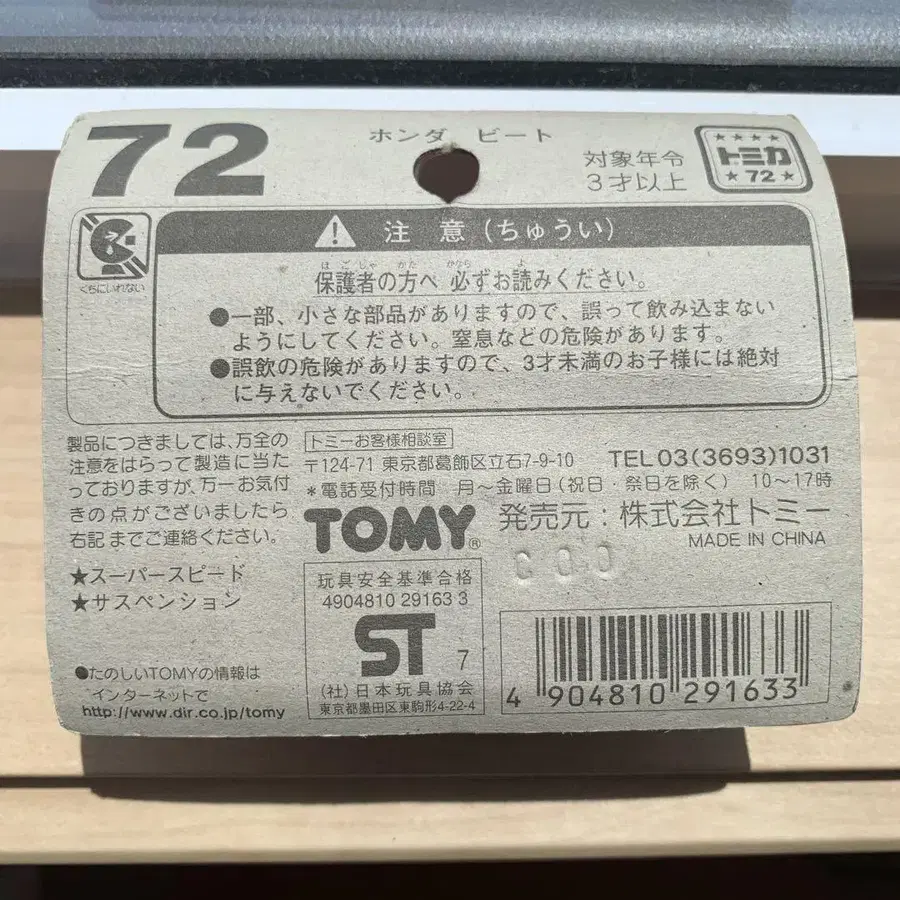 72
ホンダ ビート
対象年令
3才以上
トミカ
★72★
くちにいれない
注 意 (ちゅうい)
保護者の方へ 必ずお読みください。
●一部、小さな部品がありますので、誤って飲み込まない
ようにしてください。窒息などの危険があります。
●誤飲の危険がありますので、3才未満のお子様には絶対
に与えないでください。
製品につきましては、万全の
注意をはらって製造に当た
っておりますが、万一お気付
きの点がございましたら
右記までご連絡ください。
★スーパースピード
★サスペンション
●たのしいTOMYの情報は
インターネットで
http://www.dir.co.jp/tomy
トミーお客様相談室
〒124-71 東京都葛飾区立石7-9-10 TEL03(3693)1031
*電話受付時間 月〜金曜日(祝日・祭日を除く) 10〜17時
TOMY® 発売元:株式会社トミー
MADE IN CHINA
玩具安全基準合格
4904810 29163 3
ST 7
(社)日本玩具協会
東京都墨田区東駒形4-22-4
4 904810 291633